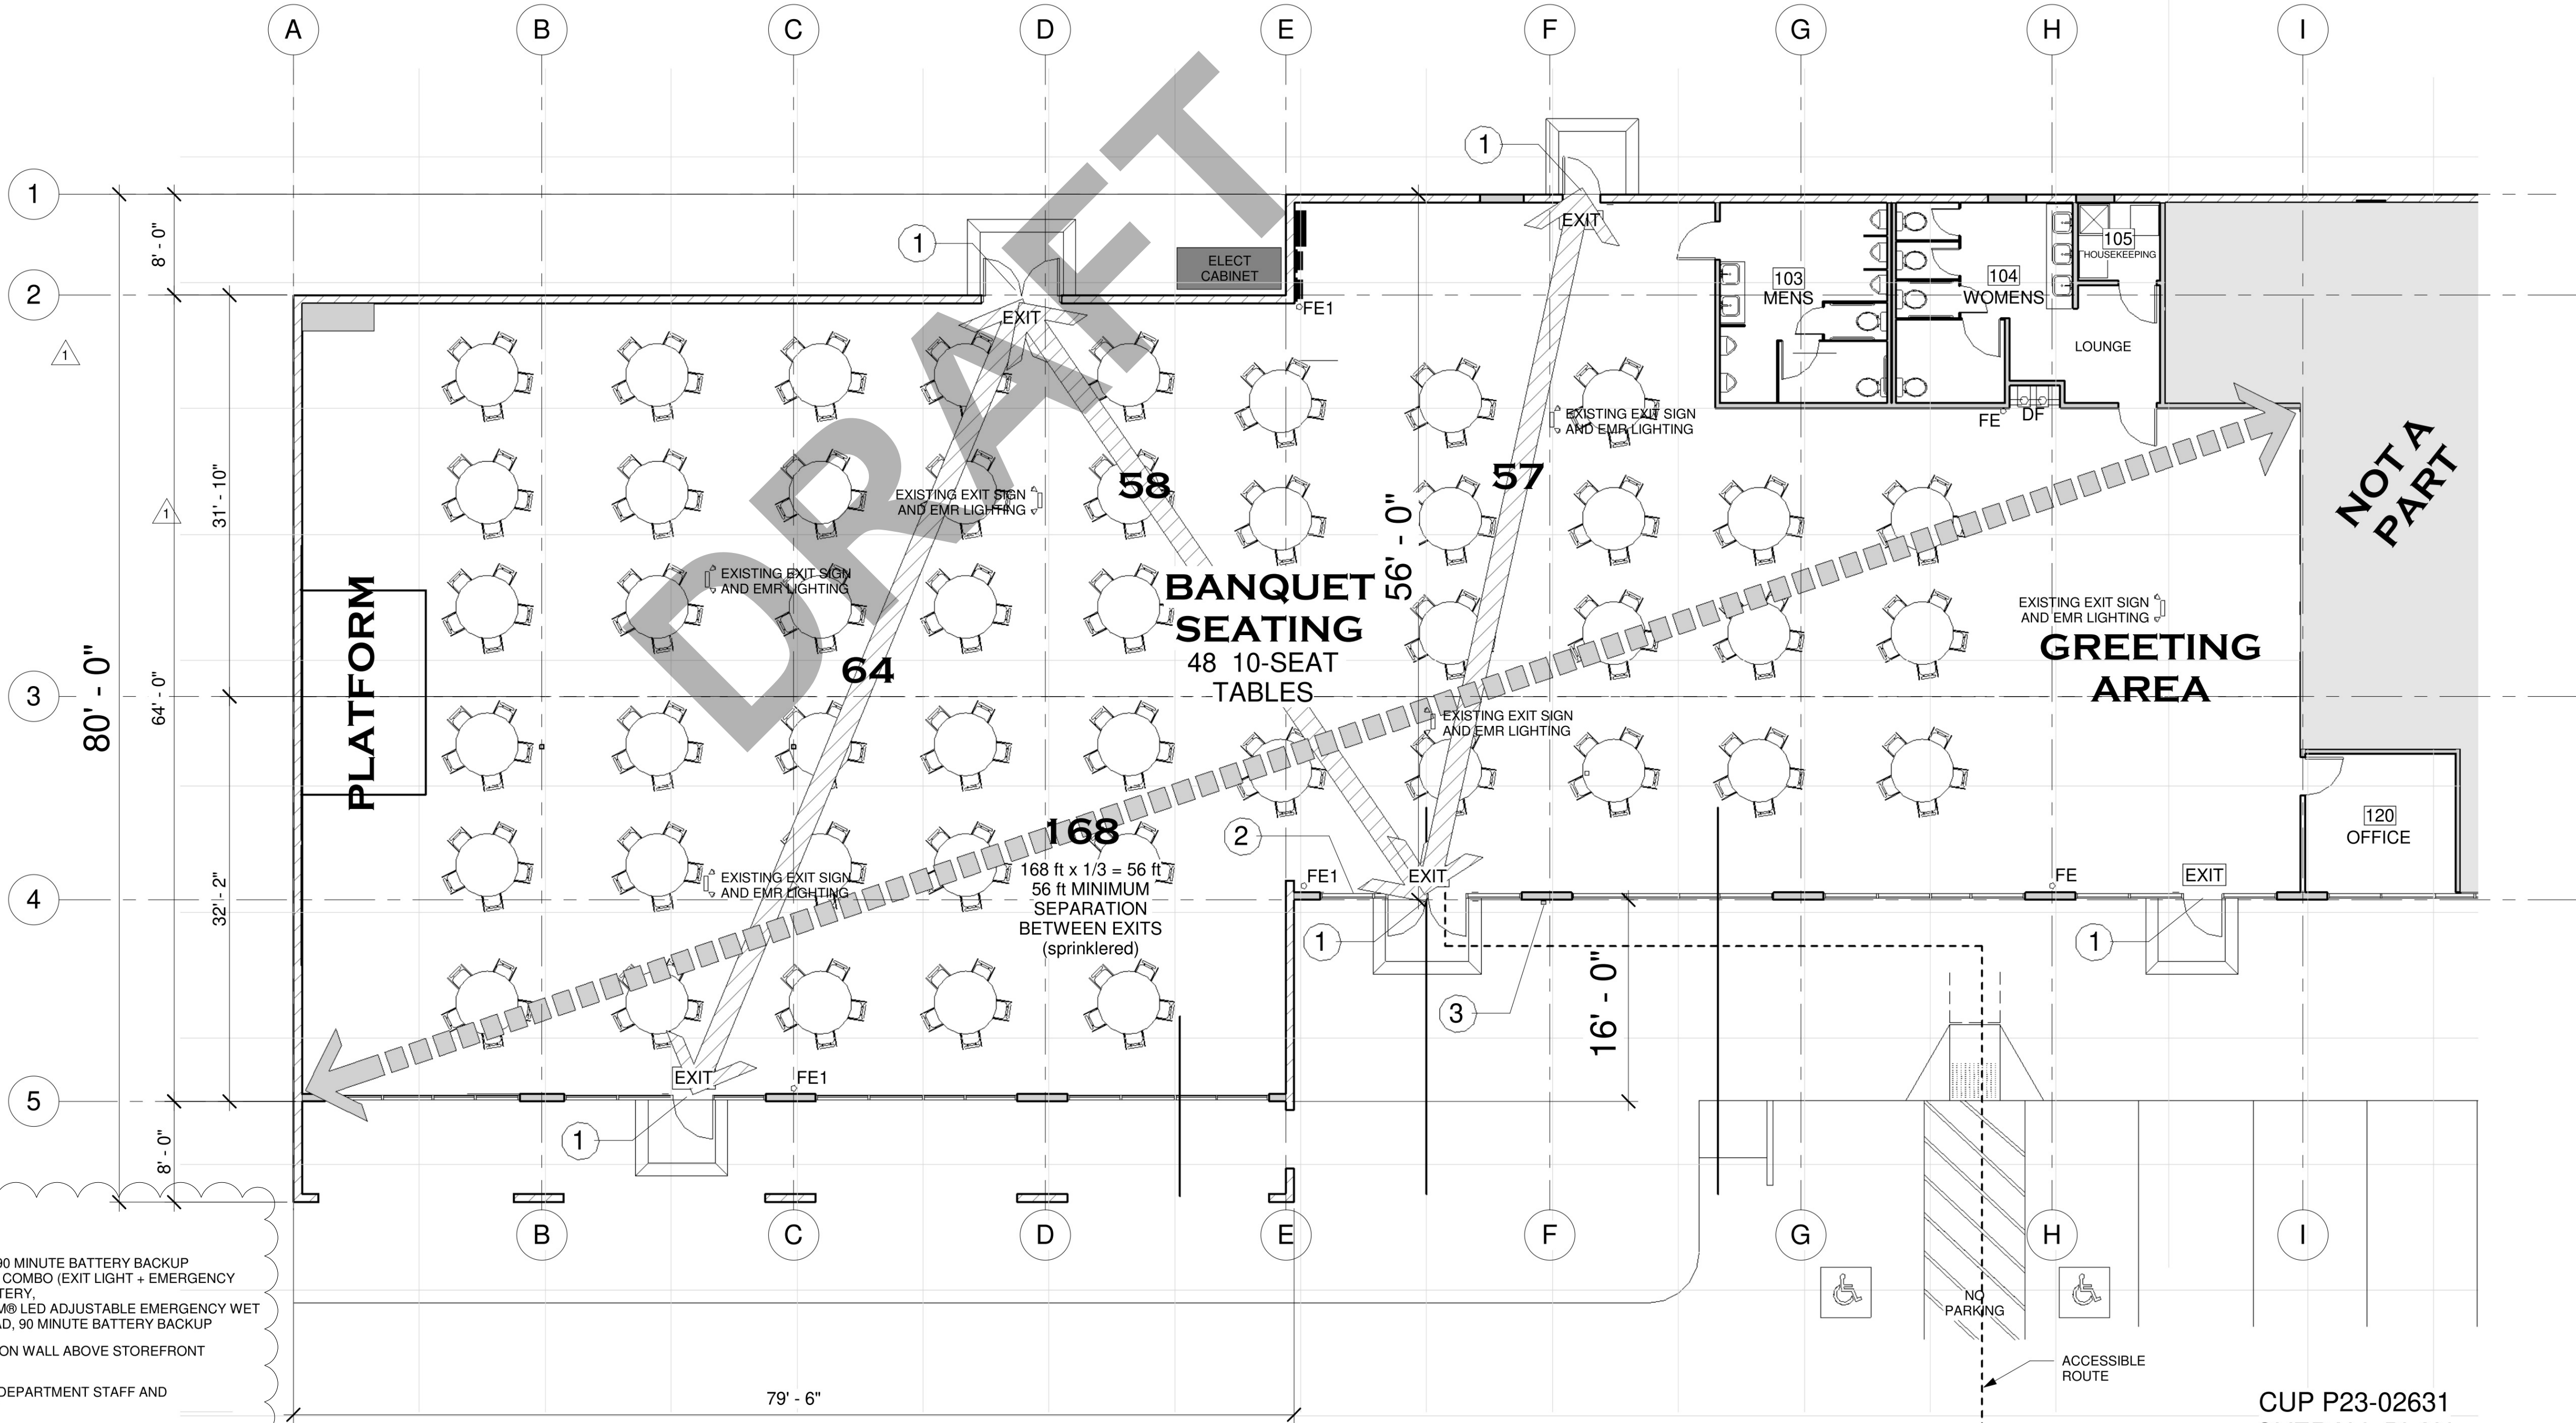 A B C D E F G H I
1
1
8' - 0"
1
ELECT
CABINET
EXIT
2
EXIT
105
HOUSEKEEPING
103
MENS
104
WOMENS
FE1
LOUNGE
1
EXISTING EXIT SIGN
AND EMR LIGHTING
FE
DF
NOT A
PART
DRAFT
31' - 10"
1
58
57
EXISTING EXIT SIGN
AND EMR LIGHTING
56' - 0"
EXISTING EXIT SIGN
AND EMR LIGHTING
BANQUET
SEATING
48 10-SEAT
TABLES
EXISTING EXIT SIGN
AND EMR LIGHTING
GREETING
AREA
PLATFORM
64
80' - 0"
64' - 0"
3
EXISTING EXIT SIGN
AND EMR LIGHTING
168
168 ft x 1/3 = 56 ft
56 ft MINIMUM
SEPARATION
BETWEEN EXITS
(sprinklered)
2
120
OFFICE
EXISTING EXIT SIGN
AND EMR LIGHTING
FE1
EXIT
FE
EXIT
4
32' - 2"
1
1
3
16' - 0"
EXIT
FE1
5
1
8' - 0"
B C D E F G H I
90 MINUTE BATTERY BACKUP
COMBO (EXIT LIGHT + EMERGENCY
TERY,
M® LED ADJUSTABLE EMERGENCY WET
AD, 90 MINUTE BATTERY BACKUP
ON WALL ABOVE STOREFRONT
DEPARTMENT STAFF AND
NO
PARKING
ACCESSIBLE
ROUTE
79' - 6"
CUP P23-02631